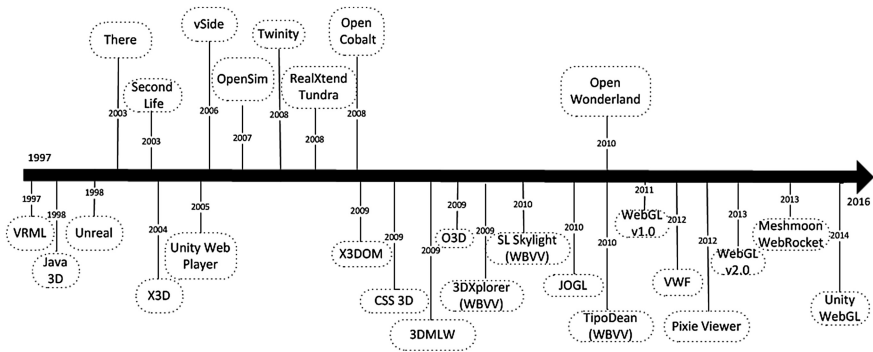 There
2003
Second
Life
2003
vSide
2006
OpenSim
2007
Twinity
2008
RealXtend
Tundra
2008
Open
Cobalt
2008
Open
Wonderland
2010
1997
2016
1997
VRML
1998
Java
3D
1998
Unreal
2004
X3D
2005
Unity Web
Player
2009
X3DOM
2009
CSS 3D
2009
3DMLW
2009
O3D
2009
3DXplorer
(WBVV)
2010
SL Skylight
(WBVV)
2010
JOGL
2010
TipoDean
(WBVV)
2011
WebGL
v1.0
2012
VWF
2012
Pixie Viewer
2013
WebGL
v2.0
2013
Meshmoon
WebRocket
2014
Unity
WebGL